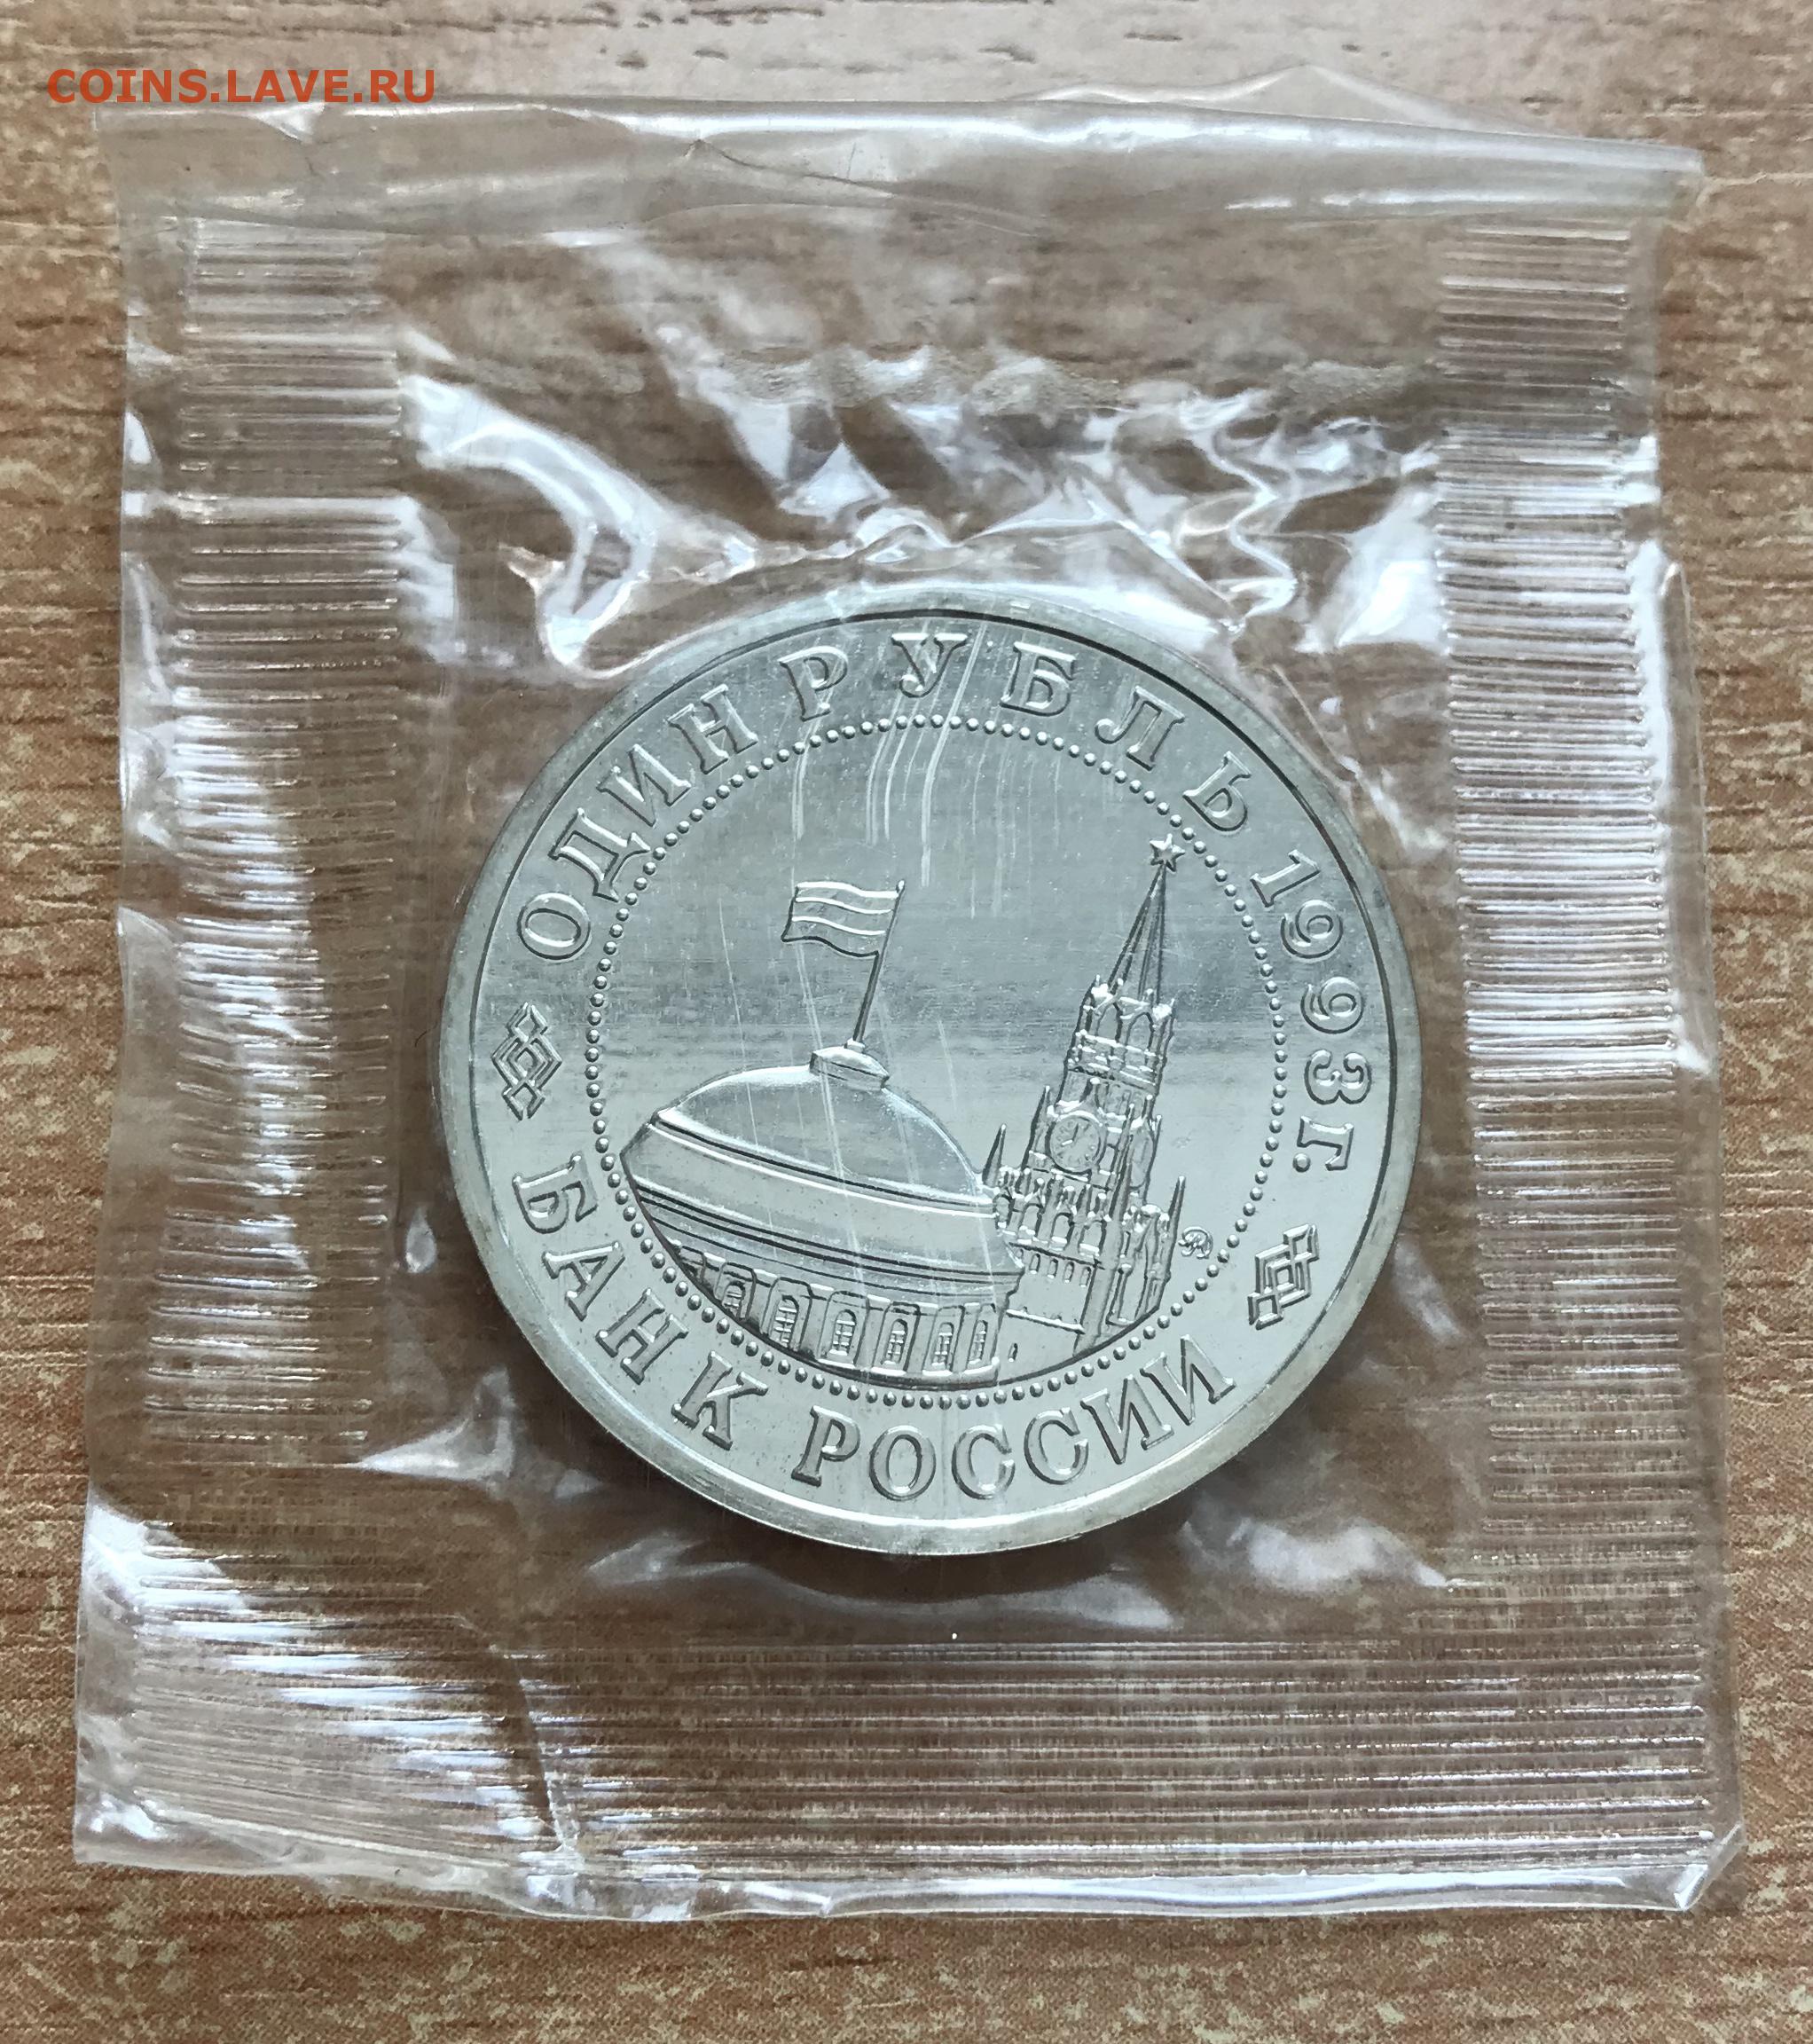 COINS.LAVE.RU
ОДИН РУБЛЬ 1993 г.
БАНК РОССИИ